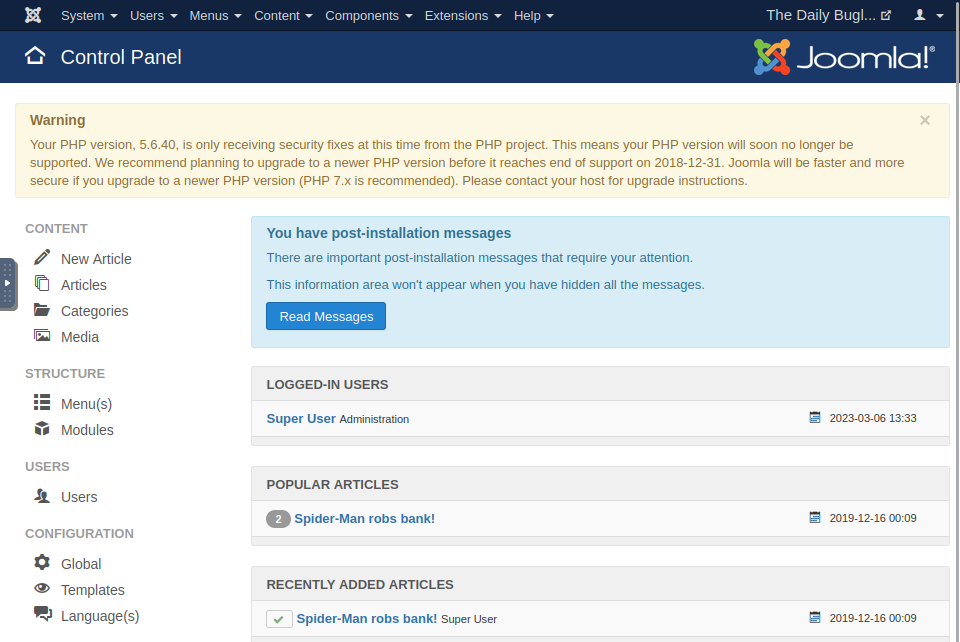 System Users Menus Content Components Extensions Help The Daily Bugl...
Control Panel
Joomla!®
Warning ×
Your PHP version, 5.6.40, is only receiving security fixes at this time from the PHP project. This means your PHP version will soon no longer be
supported. We recommend planning to upgrade to a newer PHP version before it reaches end of support on 2018-12-31. Joomla will be faster and more
secure if you upgrade to a newer PHP version (PHP 7.x is recommended). Please contact your host for upgrade instructions.
CONTENT
New Article
Articles
Categories
Media
STRUCTURE
Menu(s)
Modules
USERS
Users
CONFIGURATION
Global
Templates
Language(s)
You have post-installation messages
There are important post-installation messages that require your attention.
This information area won't appear when you have hidden all the messages.
Read Messages
LOGGED-IN USERS
Super User Administration 2023-03-06 13:33
POPULAR ARTICLES
2 Spider-Man robs bank! 2019-12-16 00:09
RECENTLY ADDED ARTICLES
Spider-Man robs bank! Super User 2019-12-16 00:09